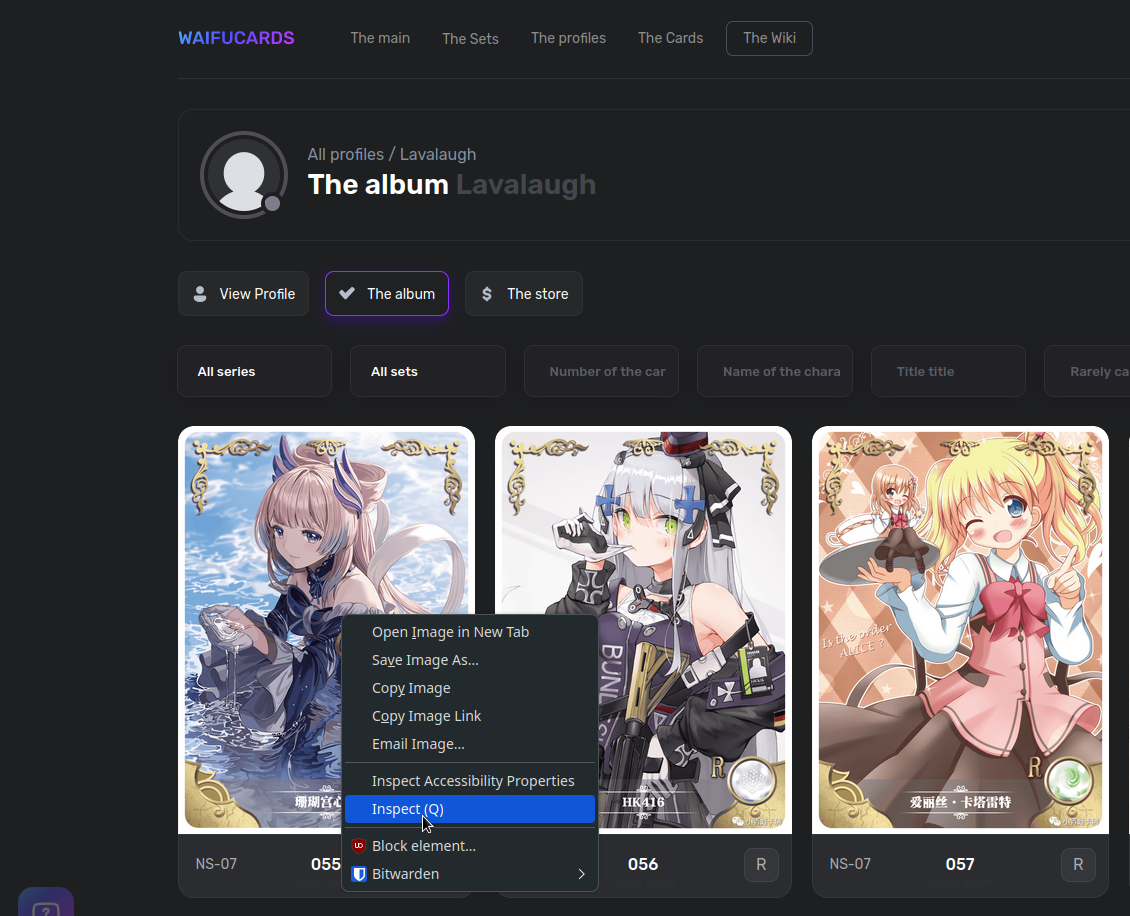 WAIFUCARDS
The main
The Sets
The profiles
The Cards
The Wiki
All profiles / Lavalaugh
The album Lavalaugh
View Profile
The album
The store
All series
All sets
Number of the car
Name of the chara
Title title
Rarely ca
Is the order
ALICE ?
BUNI
Open Image in New Tab
Save Image As...
Copy Image
Copy Image Link
Email Image...
Inspect Accessibility Properties
Inspect (Q)
Block element...
Bitwarden
珊瑚宫心
R
HK416
R
爱丽丝·卡塔雷特
NS-07
055
056
R
NS-07
057
R